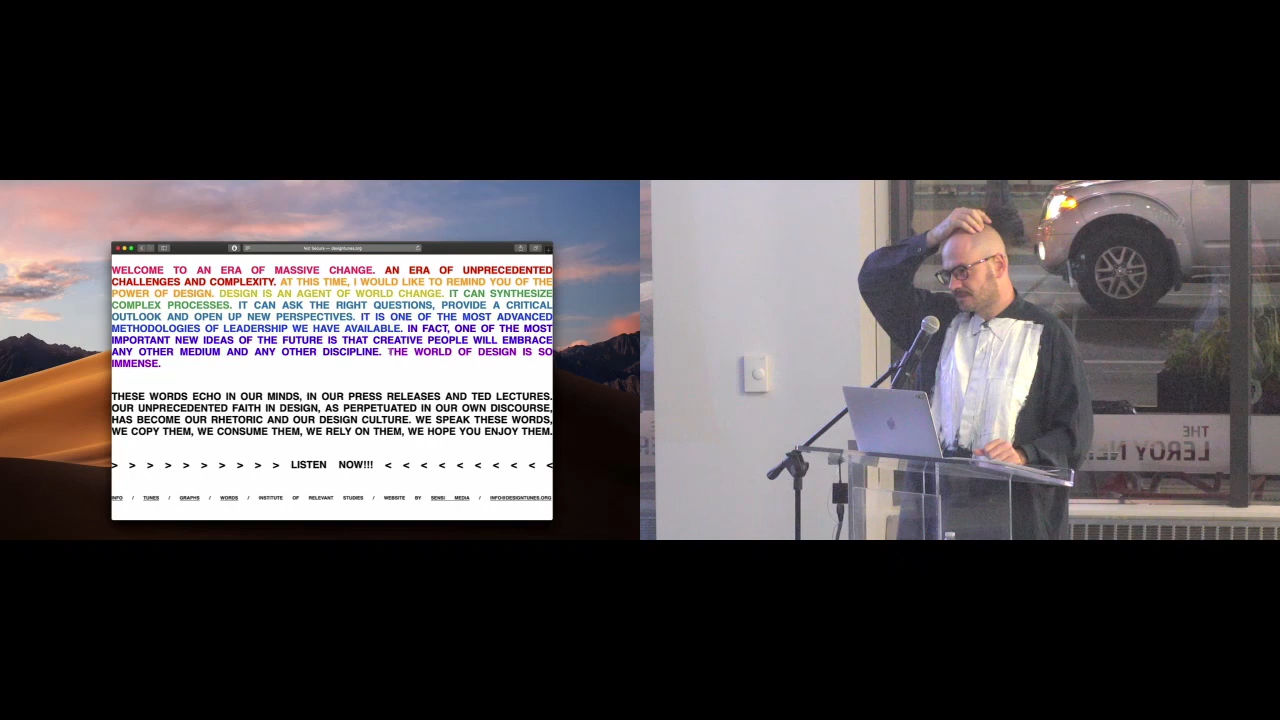 Not Secure — designtunes.org
WELCOME TO AN ERA OF MASSIVE CHANGE. AN ERA OF UNPRECEDENTED
CHALLENGES AND COMPLEXITY. AT THIS TIME, I WOULD LIKE TO REMIND YOU OF THE
POWER OF DESIGN. DESIGN IS AN AGENT OF WORLD CHANGE. IT CAN SYNTHESIZE
COMPLEX PROCESSES. IT CAN ASK THE RIGHT QUESTIONS, PROVIDE A CRITICAL
OUTLOOK AND OPEN UP NEW PERSPECTIVES. IT IS ONE OF THE MOST ADVANCED
METHODOLOGIES OF LEADERSHIP WE HAVE AVAILABLE. IN FACT, ONE OF THE MOST
IMPORTANT NEW IDEAS OF THE FUTURE IS THAT CREATIVE PEOPLE WILL EMBRACE
ANY OTHER MEDIUM AND ANY OTHER DISCIPLINE. THE WORLD OF DESIGN IS SO
IMMENSE.
THESE WORDS ECHO IN OUR MINDS, IN OUR PRESS RELEASES AND TED LECTURES.
OUR UNPRECEDENTED FAITH IN DESIGN, AS PERPETUATED IN OUR OWN DISCOURSE,
HAS BECOME OUR RHETORIC AND OUR DESIGN CULTURE. WE SPEAK THESE WORDS,
WE COPY THEM, WE CONSUME THEM, WE RELY ON THEM, WE HOPE YOU ENJOY THEM.
> > > > > > > > > > LISTEN NOW!!! < < < < < < < < < <
INFO / TUNES / GRAPHS / WORDS / INSTITUTE OF RELEVANT STUDIES / WEBSITE BY SENSI MEDIA / INFO@DESIGNTUNES.ORG
THE
LEROY